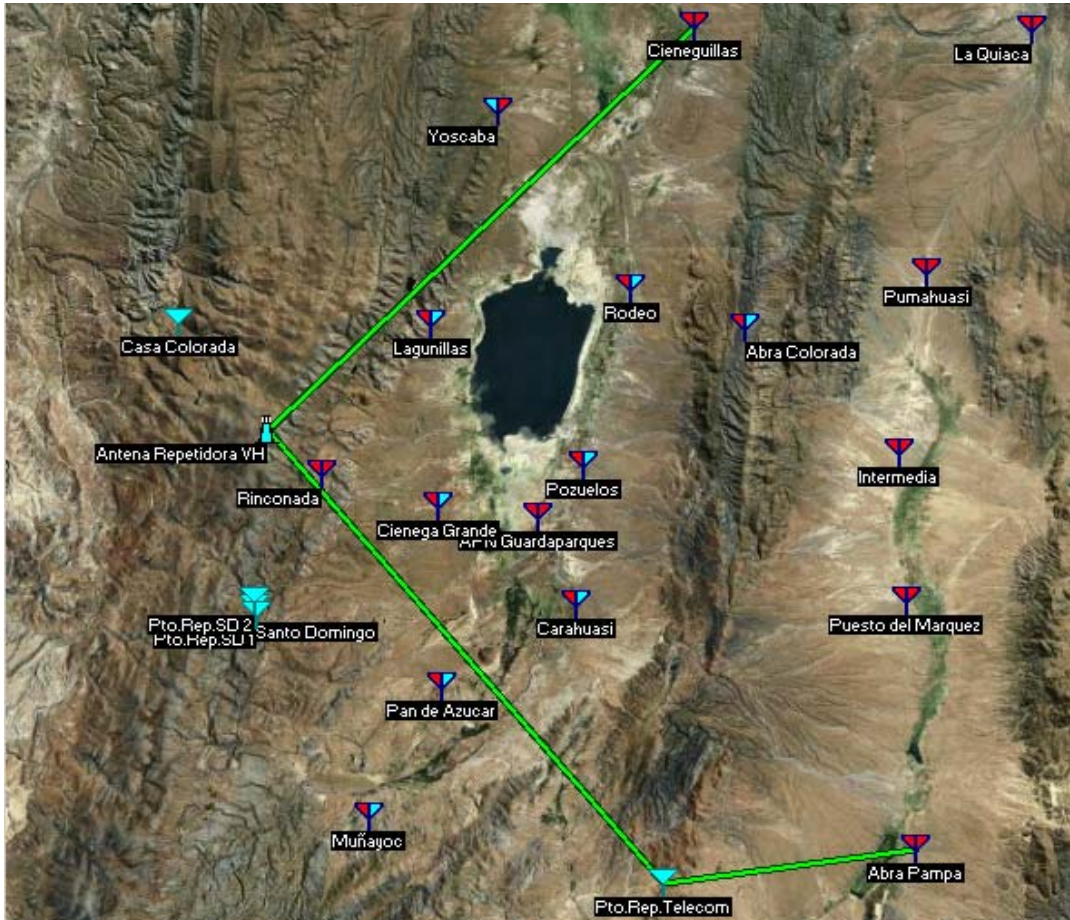 Cieneguillas
La Quiaca
Yoscaba
Pumahuasi
Rodeo
Casa Colorada
Lagunillas
Abra Colorada
Antena Repetidora VH
Intermedia
Rinconada
Pozuelos
Cienega Grande
APN Guardaparques
Pto.Rep.SD 2
Santo Domingo
Pto.Rep.SD 1
Carahuasi
Puesto del Marquez
Pan de Azucar
Muñayoc
Abra Pampa
Pto.Rep.Telecom